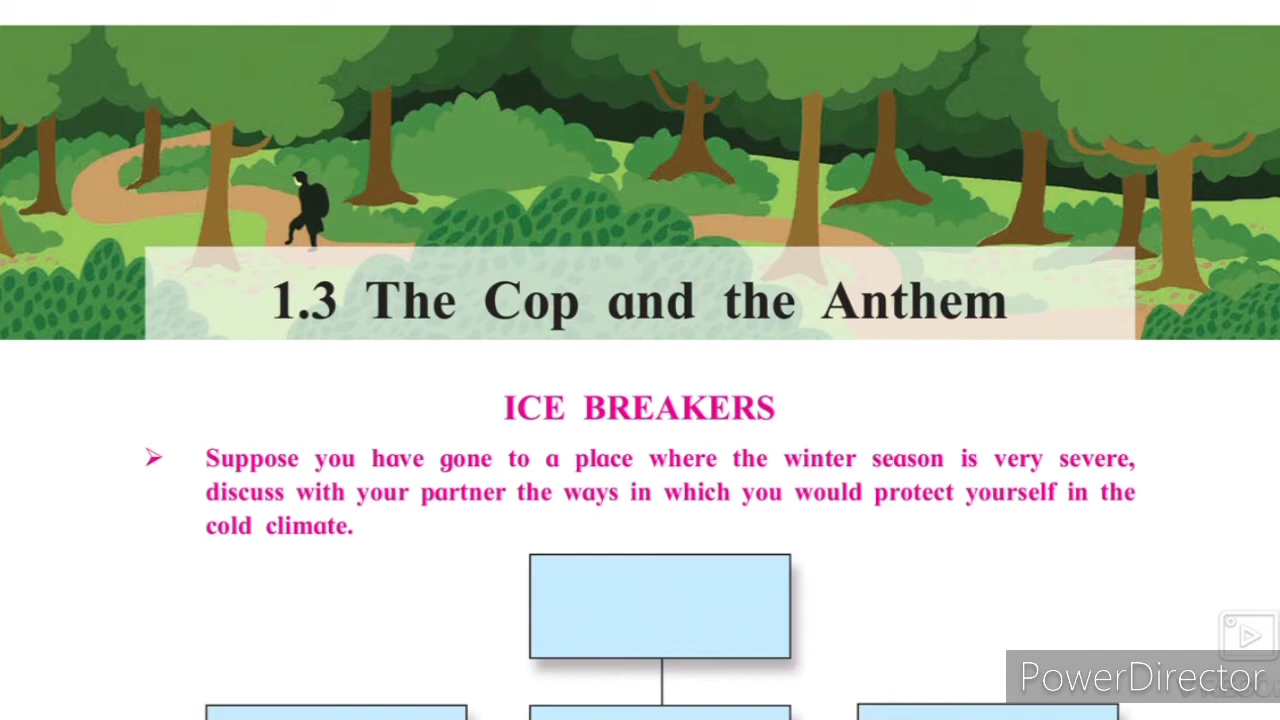 1.3 The Cop and the Anthem
ICE BREAKERS
➢ Suppose you have gone to a place where the winter season is very severe,
discuss with your partner the ways in which you would protect yourself in the
cold climate.
PowerDirector